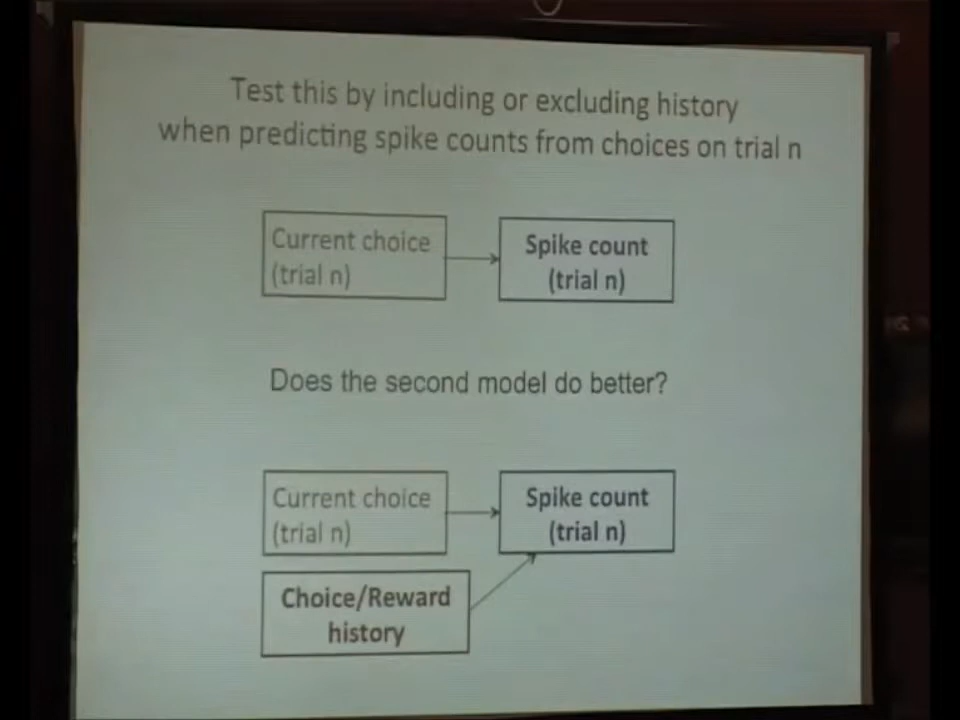 Test this by including or excluding history
when predicting spike counts from choices on trial n
Current choice
(trial n)
Spike count
(trial n)
Does the second model do better?
Current choice
(trial n)
Spike count
(trial n)
Choice/Reward
history